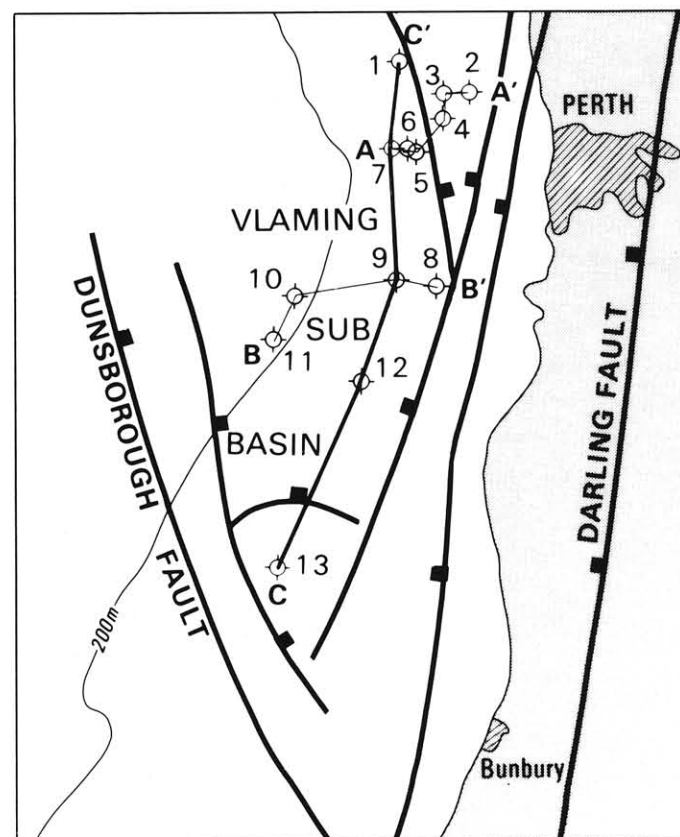 C'
1
3
2
A'
PERTH
4
A
6
7
5
VLAMING
9
8
10
B'
SUB
B
11
12
BASIN
DUNSBOROUGH
FAULT
DARLING FAULT
13
C
200m
Bunbury